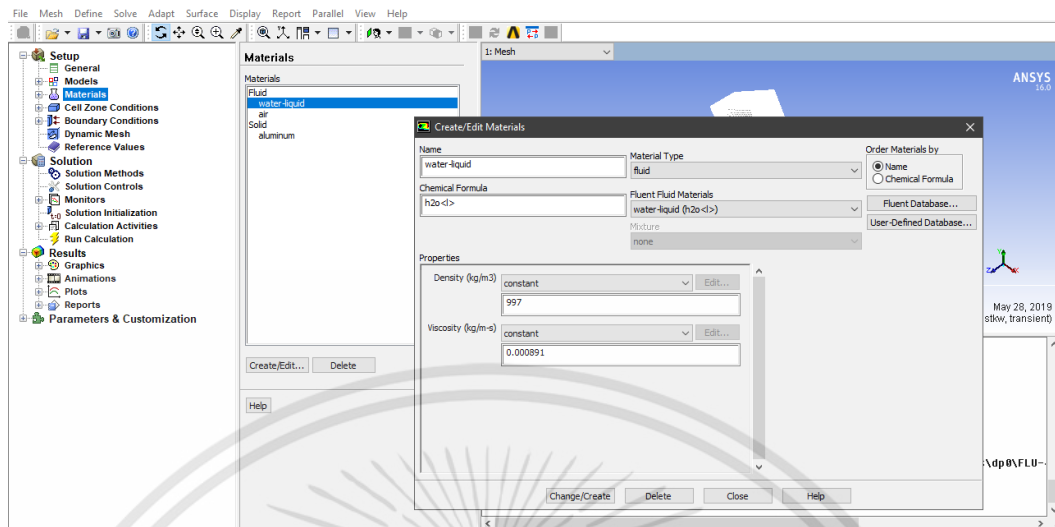 File Mesh Define Solve Adapt Surface Display Report Parallel View Help
Setup
General
Models
Materials
Cell Zone Conditions
Boundary Conditions
Dynamic Mesh
Reference Values
Solution
Solution Methods
Solution Controls
Monitors
Solution Initialization
Calculation Activities
Run Calculation
Results
Graphics
Animations
Plots
Reports
Parameters & Customization
Materials
Materials
Fluid
water-liquid
air
Solid
aluminum
Create/Edit...
Delete
Help
1: Mesh
ANSYS
16.0
Create/Edit Materials
Name
water-liquid
Chemical Formula
h2o<l>
Material Type
fluid
Fluent Fluid Materials
water-liquid (h2o<l>)
Mixture
none
Order Materials by
Name
Chemical Formula
Fluent Database...
User-Defined Database...
Properties
Density (kg/m3)
constant
Edit...
997
Viscosity (kg/m-s)
constant
Edit...
0.000891
Change/Create
Delete
Close
Help
May 28, 2019
stkw, transient)
\dp0\FLU-